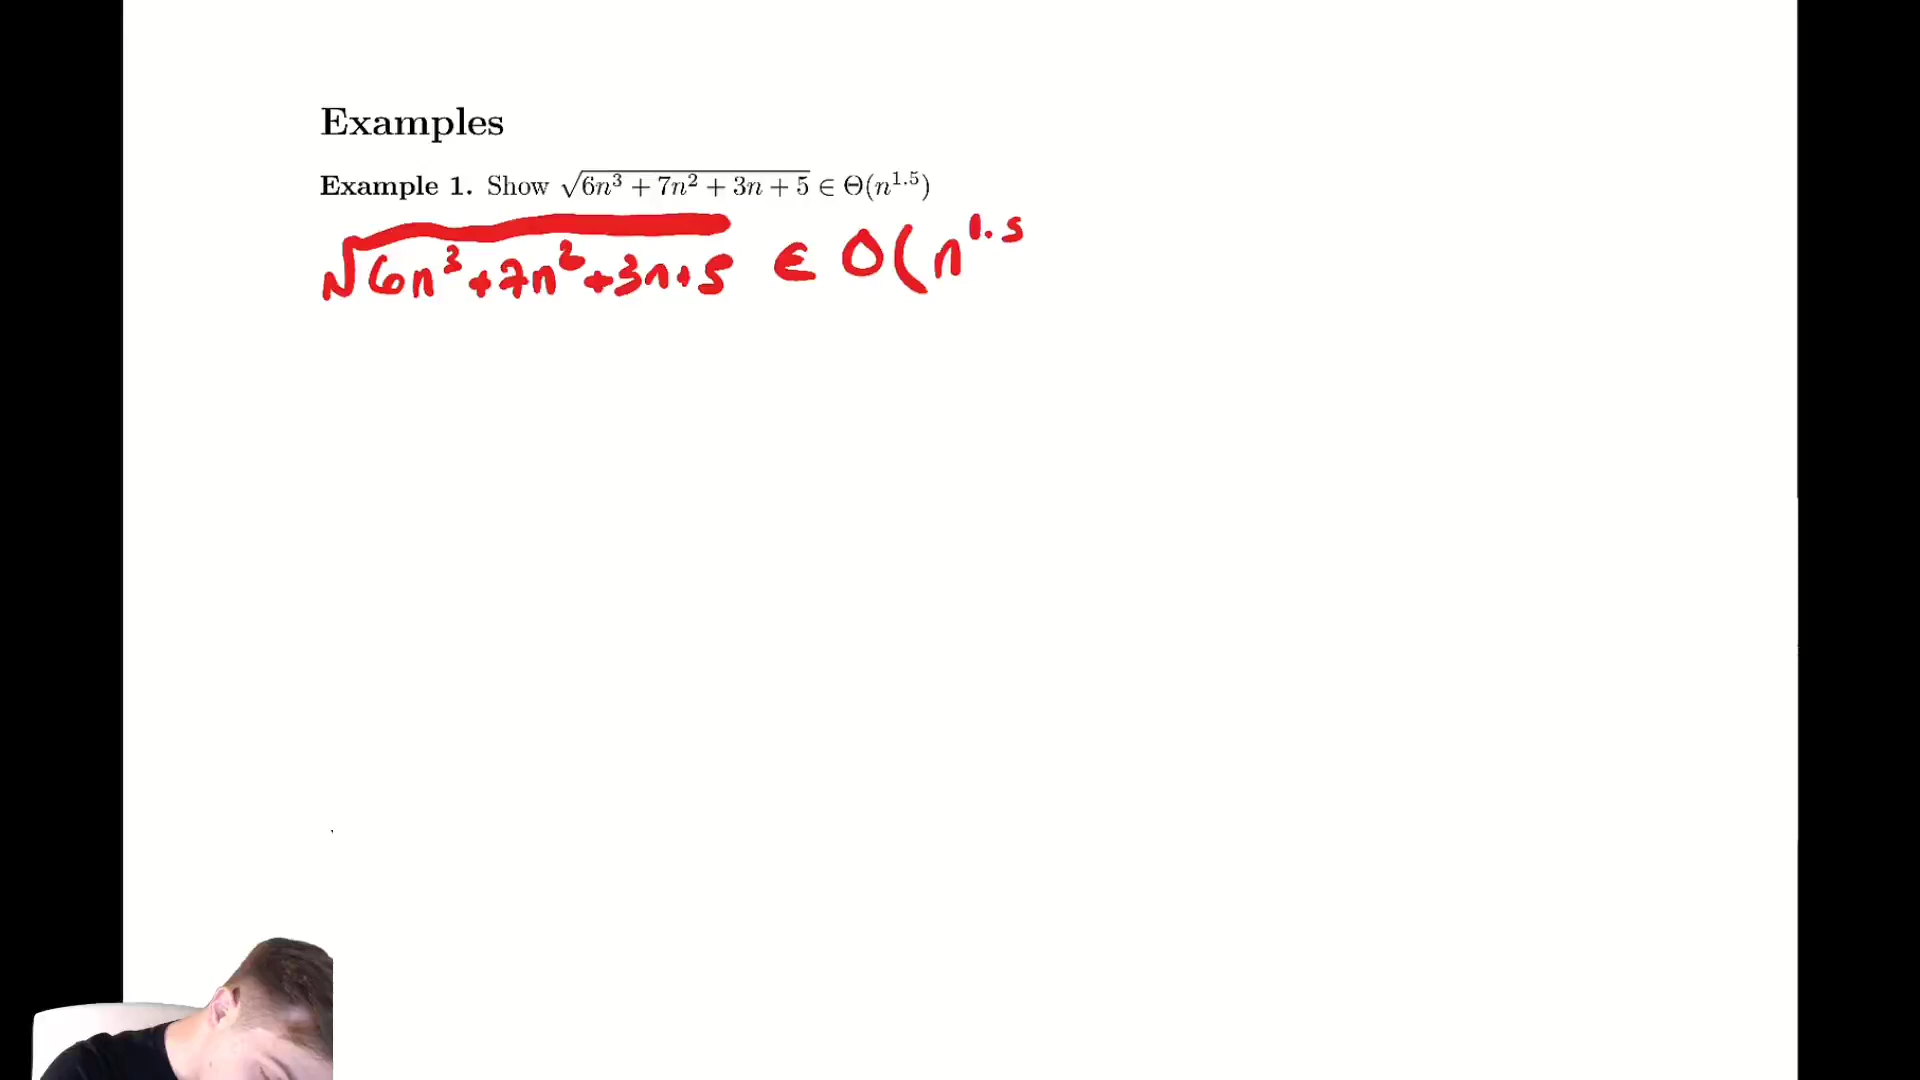 Examples
Example 1. Show √(6n³ + 7n² + 3n + 5) ∈ Θ(n^1.5)
√(6n³+7n²+3n+5) ∈ O(n^1.5